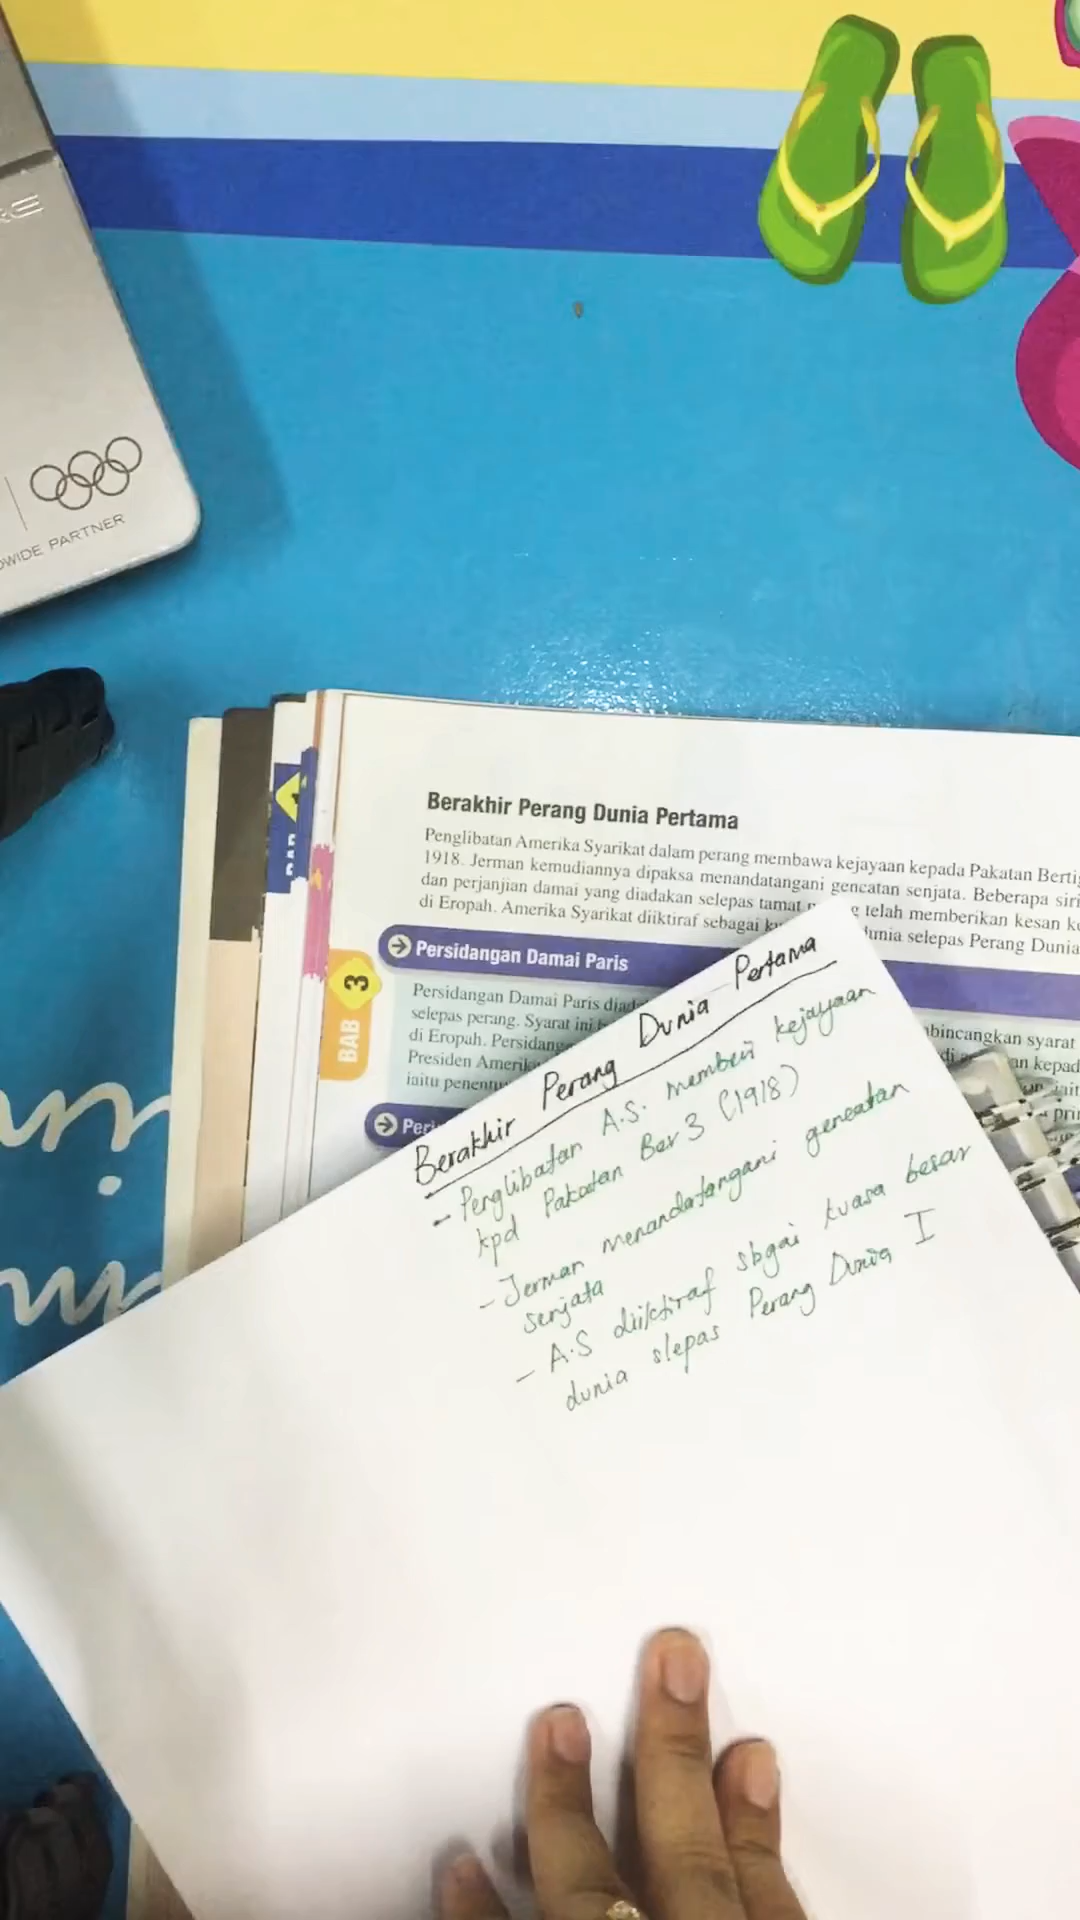 WIDE PARTNER
Berakhir Perang Dunia Pertama
Penglibatan Amerika Syarikat dalam perang membawa kejayaan kepada Pakatan
1918. Jerman kemudiannya dipaksa menandatangani gencatan senjata. Beberapa siri
dan perjanjian damai yang diadakan selepas tamat telah memberikan kesan
di Eropah. Amerika Syarikat diiktiraf sebagai dunia selepas Perang Dunia
BAB 3
Persidangan Damai Paris
Persidangan Damai Paris
selepas perang. Syarat ini
di Eropah.
Presiden
iaitu
bincangkan syarat
Berakhir Perang Dunia Pertama
- Penglibatan A.S. memberi kejayaan
kpd Pakatan Ber 3 (1918)
- Jerman menandatangani gencatan
senjata
- A.S diiktiraf sbgai kuasa besar
dunia slepas Perang Dunia I